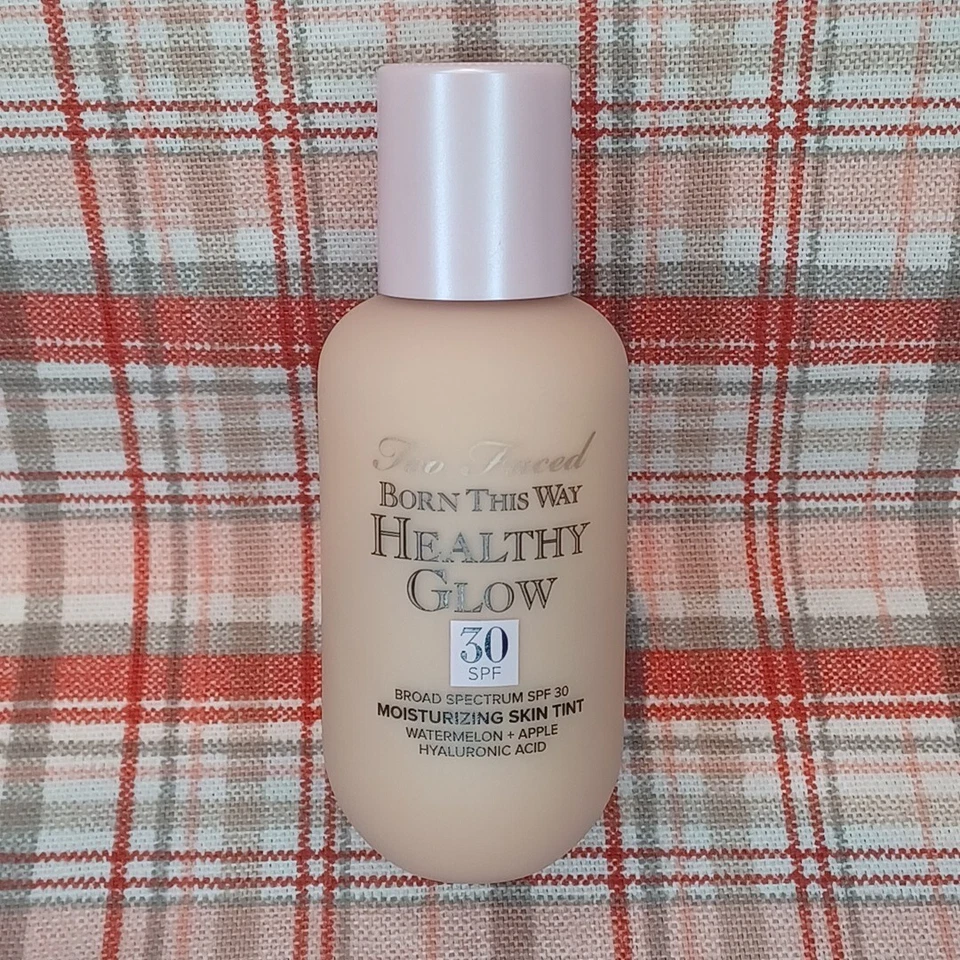 Too Faced
BORN THIS WAY
HEALTHY
GLOW
30
SPF
BROAD SPECTRUM SPF 30
MOISTURIZING SKIN TINT
WATERMELON + APPLE
HYALURONIC ACID